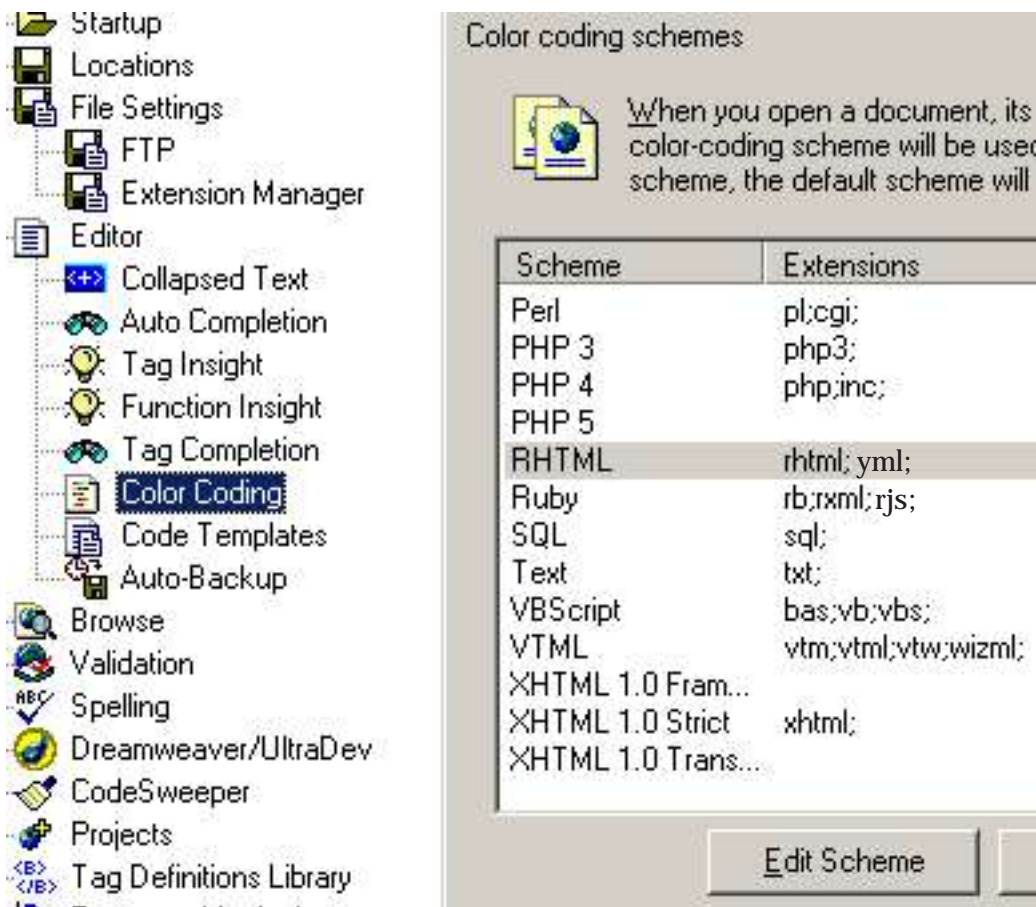 Startup
Locations
File Settings
FTP
Extension Manager
Editor
Collapsed Text
Auto Completion
Tag Insight
Function Insight
Tag Completion
Color Coding
Code Templates
Auto-Backup
Browse
Validation
ABC
Spelling
Dreamweaver/UltraDev
CodeSweeper
Projects
<B>
</B>
Tag Definitions Library
Color coding schemes
When you open a document, its
color-coding scheme will be used
scheme, the default scheme will
Scheme Extensions
Perl pl;cgi;
PHP 3 php3;
PHP 4 php;inc;
PHP 5
RHTML rhtml; yml;
Ruby rb;rxml; rjs;
SQL sql;
Text txt;
VBScript bas;vb;vbs;
VTML vtm;vtml;vtw;wizml;
XHTML 1.0 Fram...
XHTML 1.0 Strict xhtml;
XHTML 1.0 Trans...
Edit Scheme